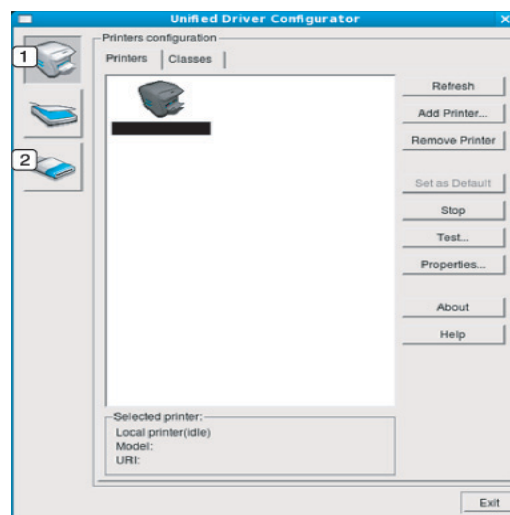 Unified Driver Configurator
Printers configuration
1
Printers Classes
Refresh
Add Printer...
Remove Printer
2
Set as Default
Stop
Test...
Properties...
About
Help
Selected printer:
Local printer(idle)
Model:
URI:
Exit